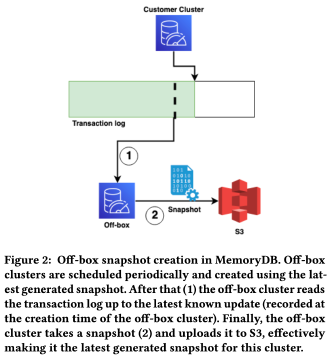 Customer Cluster
Transaction log
1
Off-box
2
Snapshot
S3
Figure 2: Off-box snapshot creation in MemoryDB. Off-box
clusters are scheduled periodically and created using the lat-
est generated snapshot. After that (1) the off-box cluster reads
the transaction log up to the latest known update (recorded at
the creation time of the off-box cluster). Finally, the off-box
cluster takes a snapshot (2) and uploads it to S3, effectively
making it the latest generated snapshot for this cluster.